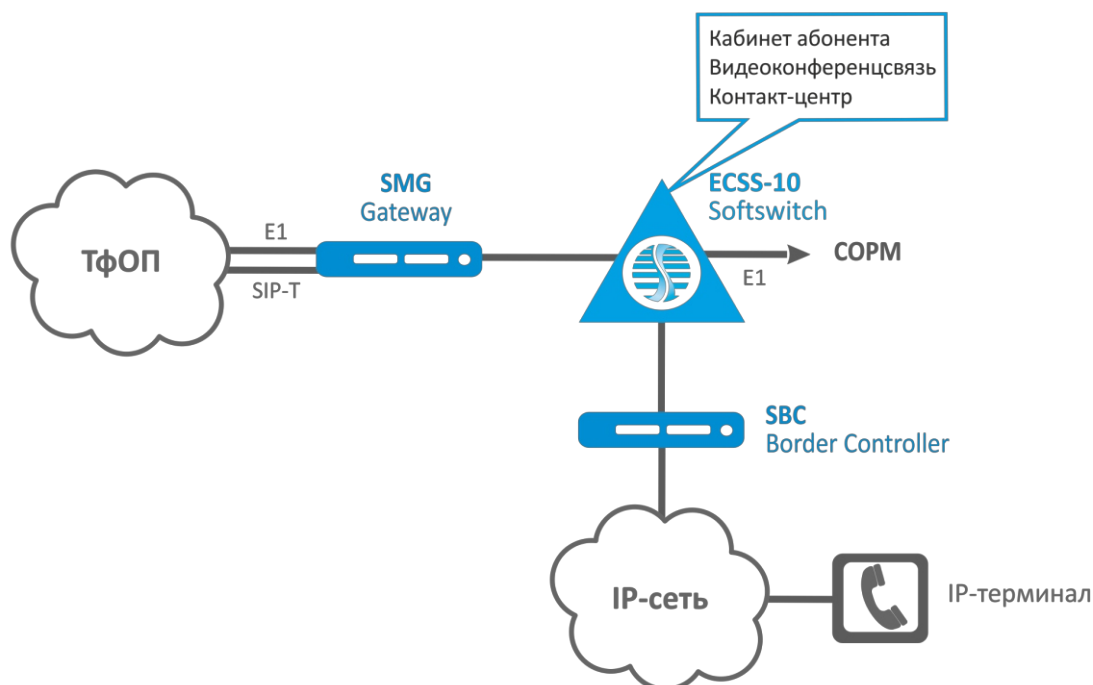 Кабинет абонента
Видеоконференцсвязь
Контакт-центр
SMG
Gateway
ECSS-10
Softswitch
ТфОП
E1
SIP-T
E1
СОРМ
SBC
Border Controller
IP-сеть
IP-терминал